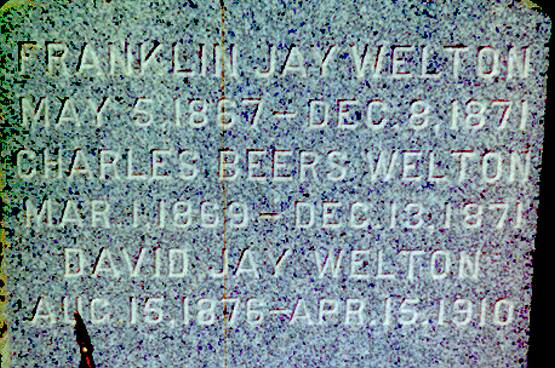 FRANKLIN JAY WELTON
MAY 5,1867–DEC.8,1871
CHARLES BEERS WELTON
MAR.1,1869–DEC.13,1871
DAVID JAY WELTON
AUG.15,1876–APR.15,1910